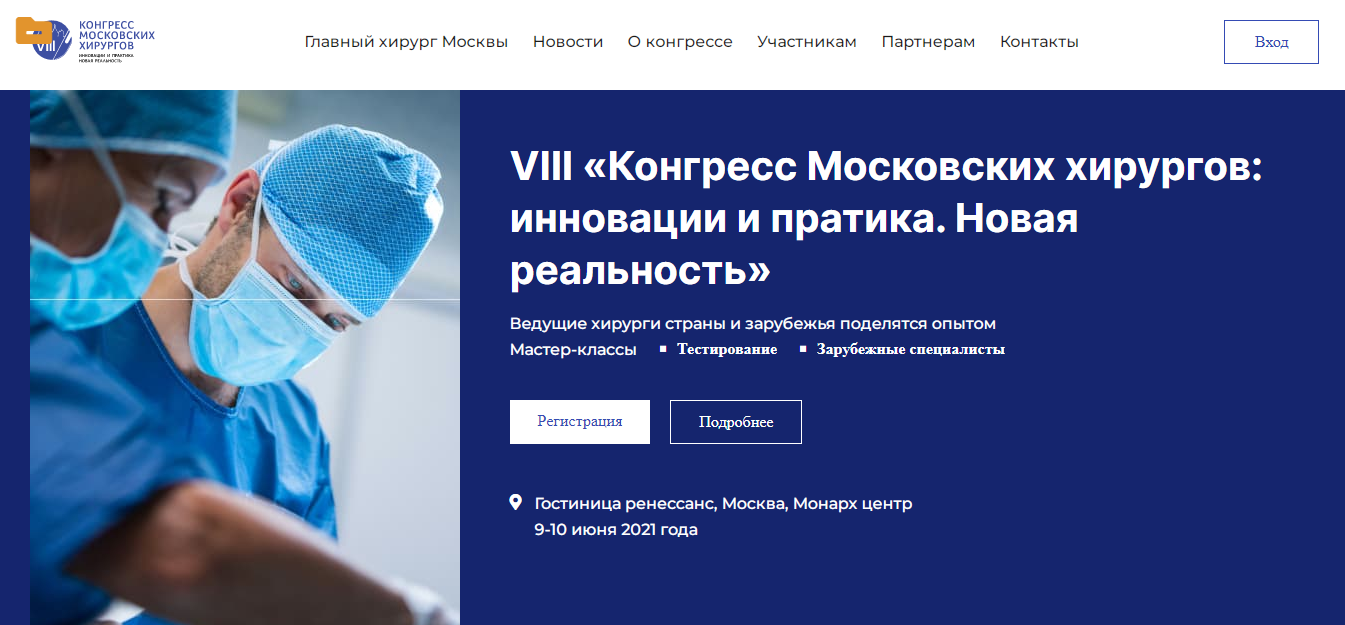 VIII
КОНГРЕСС
МОСКОВСКИХ
ХИРУРГОВ
ИННОВАЦИИ И ПРАКТИКА
НОВАЯ РЕАЛЬНОСТЬ
Главный хирург Москвы Новости О конгрессе Участникам Партнерам Контакты
Вход
VIII «Конгресс Московских хирургов:
инновации и пратика. Новая
реальность»
Ведущие хирурги страны и зарубежья поделятся опытом
Мастер-классы ▪ Тестирование ▪ Зарубежные специалисты
Регистрация Подробнее
Гостиница ренессанс, Москва, Монарх центр
9-10 июня 2021 года